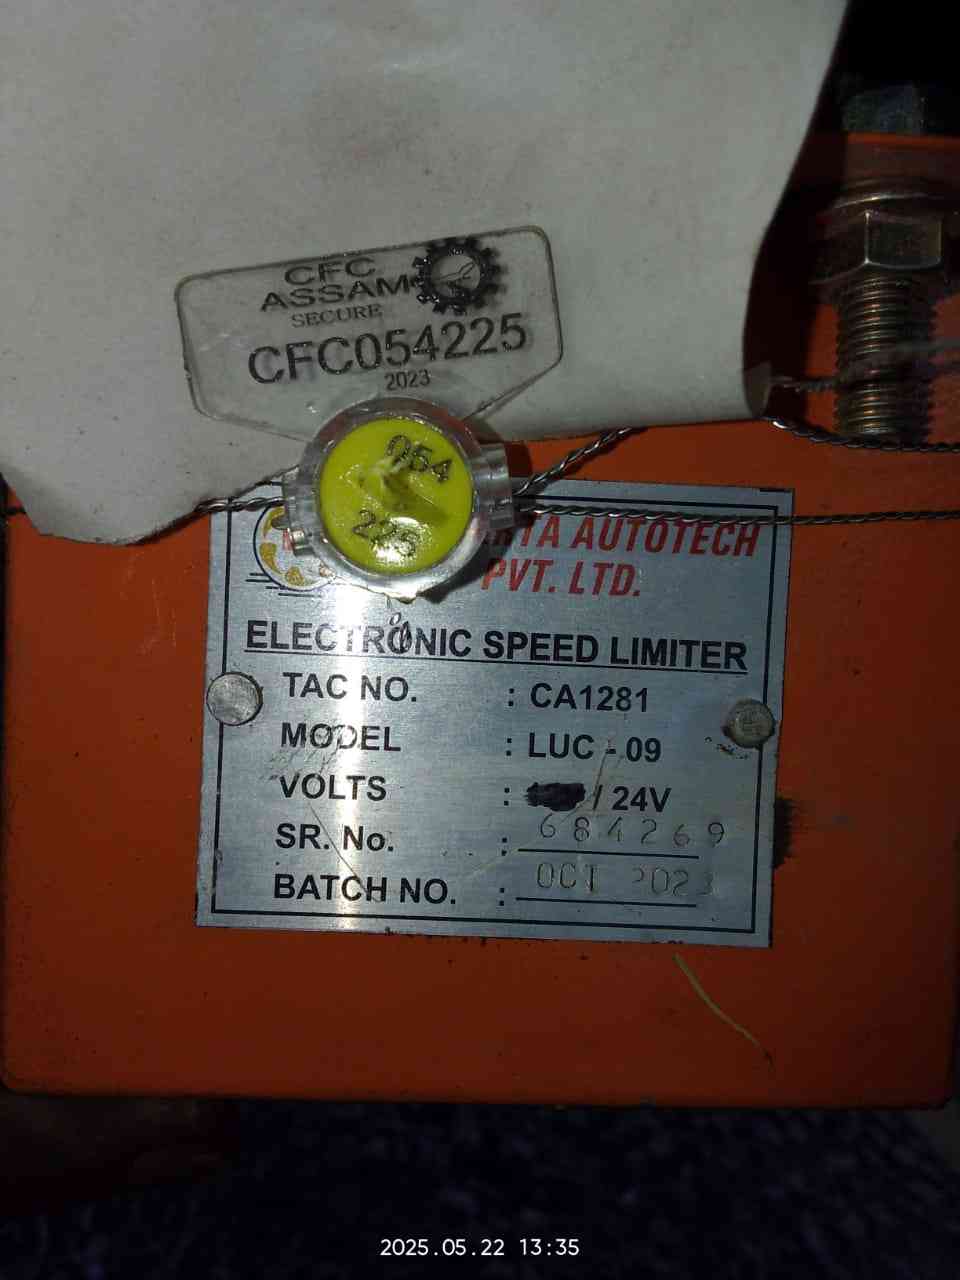 CFC
ASSAM
SECURE
CFC054225
2023
054
225
AUTOTECH
PVT. LTD.
ELECTRONIC SPEED LIMITER
TAC NO. : CA1281
MODEL : LUC - 09
VOLTS : / 24V
SR. No. : 684269
BATCH NO. : OCT 2023
2025.05.22 13:35